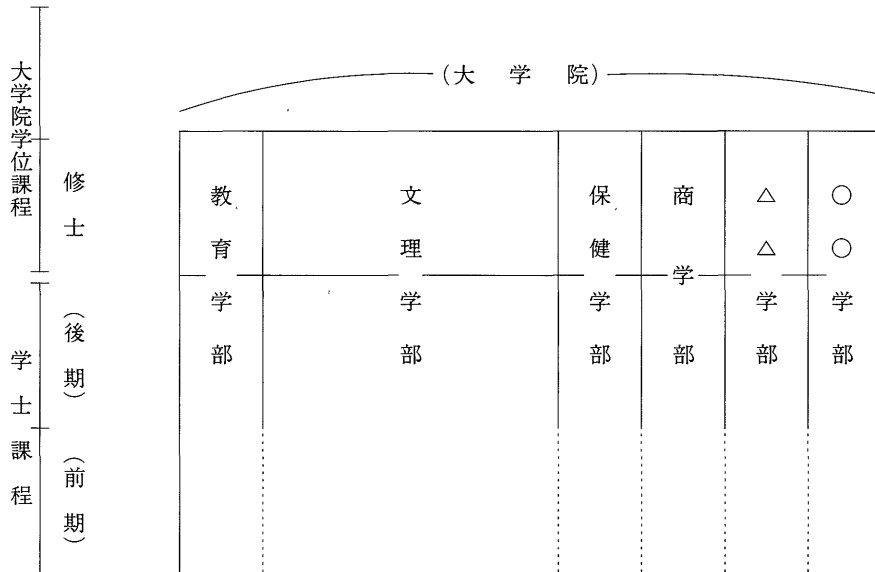 (大学院)
大学院学位課程
修士
学士課程
(後期)
(前期)
教育学部
文理学部
保健学部
商学部
△△学部
○○学部